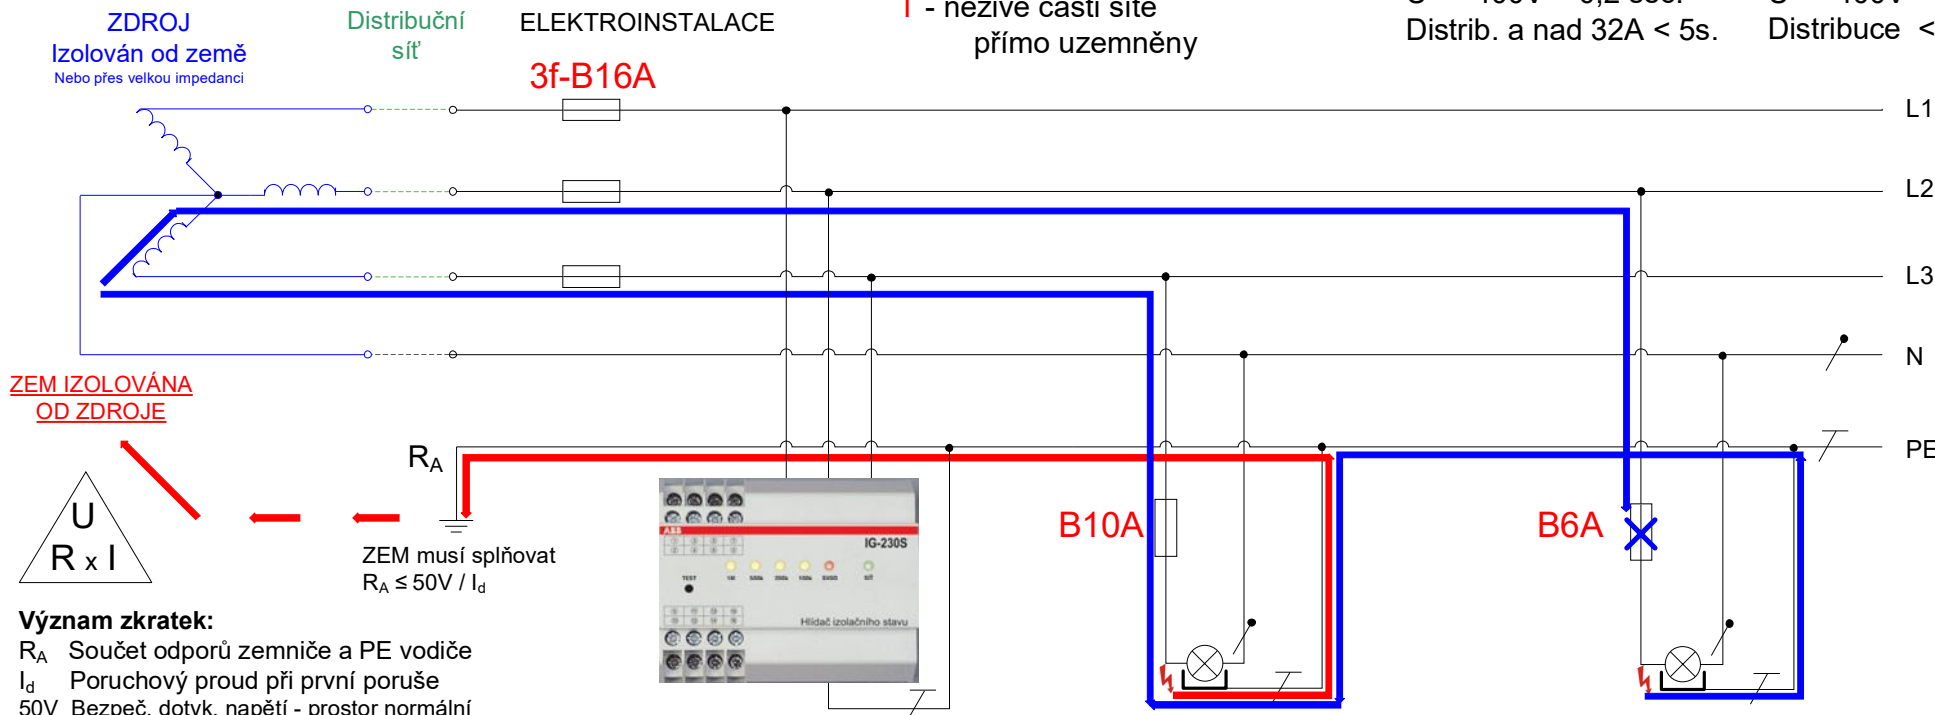 ZDROJ
Izolován od země
Nebo přes velkou impedanci
Distribuční
síť
ELEKTROINSTALACE
3f-B16A
- neživé části sítě
přímo uzemněny
Distrib. a nad 32A < 5s.
Distribuce <
L1
L2
L3
N
PE
ZEM IZOLOVÁNA
OD ZDROJE
RA
U
R x I
ZEM musí splňovat
RA ≤ 50V / Id
ABB
IG-230S
TEST
Hlídač izolačního stavu
B10A
B6A
Význam zkratek:
RA Součet odporů zemniče a PE vodiče
Id Poruchový proud při první poruše
50V Bezpeč. dotyk. napětí - prostor normální